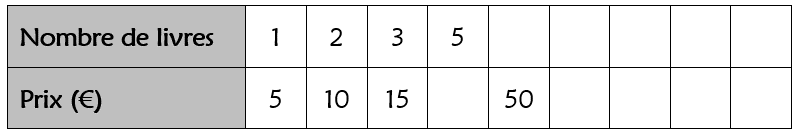 Nombre de livres 1 2 3 5
Prix (€) 5 10 15 50